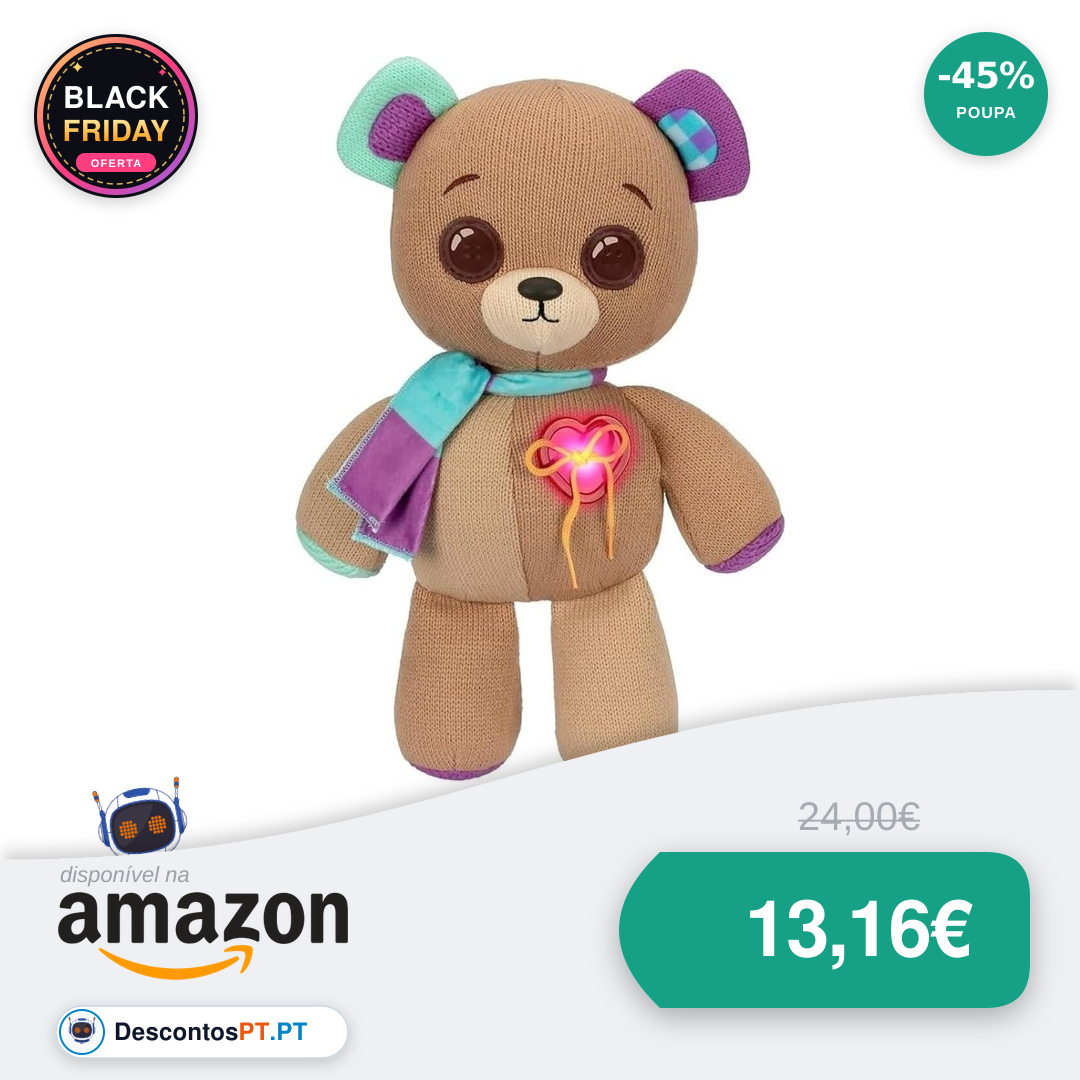 BLACK
FRIDAY
OFERTA
-45%
POUPA
24,00€
13,16€
disponível na
amazon
DescontosPT.PT